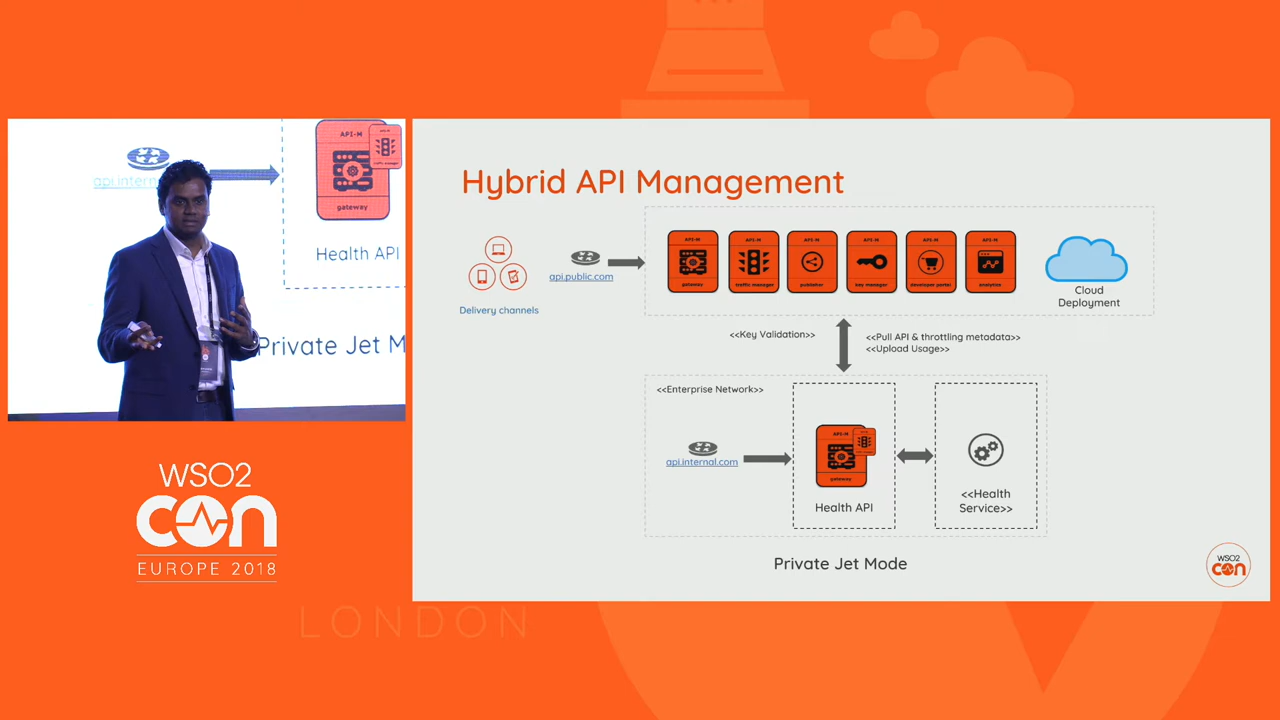 API-M
api.intern
gateway
Health API
Private Jet M
WSO2
CON
EUROPE 2018
LONDON
Hybrid API Management
Delivery channels
api.public.com
API-M
gateway
API-M
traffic manager
API-M
publisher
API-M
key manager
API-M
developer portal
API-M
analytics
Cloud
Deployment
<<Key Validation>>
<<Pull API & throttling metadata>>
<<Upload Usage>>
<<Enterprise Network>>
api.internal.com
API-M
gateway
Health API
<<Health
Service>>
Private Jet Mode
WSO2
CON